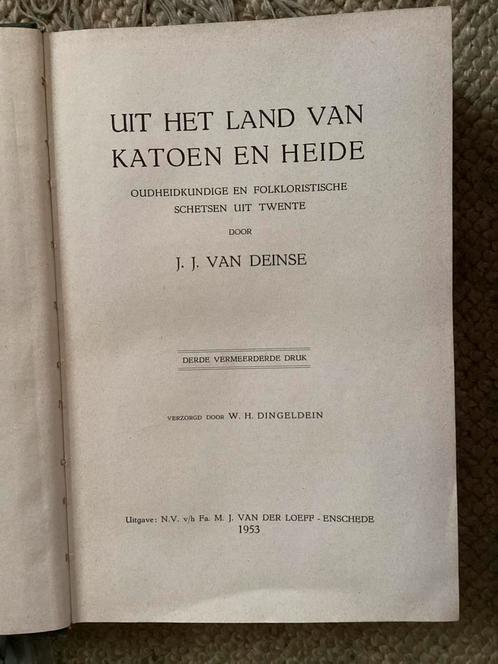 UIT HET LAND VAN
KATOEN EN HEIDE
OUDHEIDKUNDIGE EN FOLKLORISTISCHE
SCHETSEN UIT TWENTE
DOOR
J. J. VAN DEINSE
DERDE VERMEERDERDE DRUK
VERZORGD DOOR W. H. DINGELDEIN
Uitgave: N.V. v/h Fa. M. J. VAN DER LOEFF - ENSCHEDE
1953